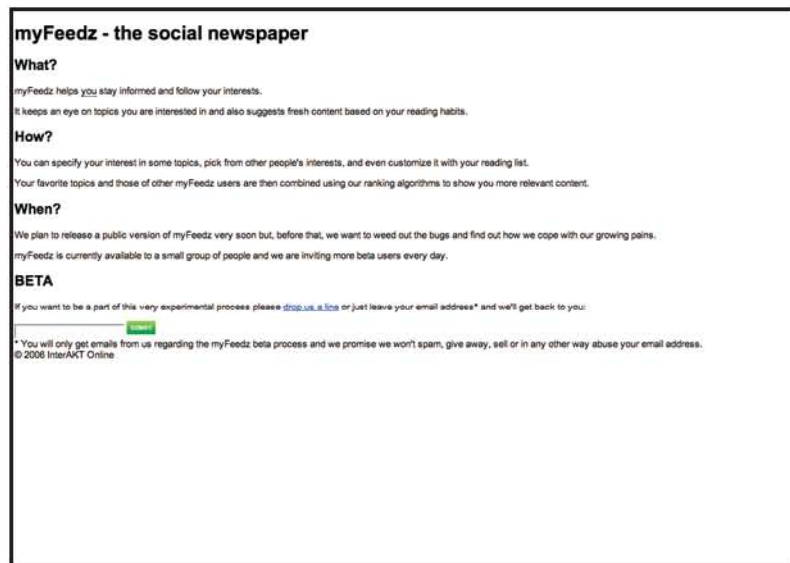 myFeedz - the social newspaper
What?
myFeedz helps you stay informed and follow your interests.
It keeps an eye on topics you are interested in and also suggests fresh content based on your reading habits.
How?
You can specify your interest in some topics, pick from other people's interests, and even customize it with your reading list.
Your favorite topics and those of other myFeedz users are then combined using our ranking algorithms to show you more relevant content.
When?
We plan to release a public version of myFeedz very soon but, before that, we want to weed out the bugs and find out how we cope with our growing pains.
myFeedz is currently available to a small group of people and we are inviting more beta users every day.
BETA
If you want to be a part of this very experimental process please drop us a line or just leave your email address* and we'll get back to you:
SUBMIT
* You will only get emails from us regarding the myFeedz beta process and we promise we won't spam, give away, sell or in any other way abuse your email address.
© 2006 InterAKT Online